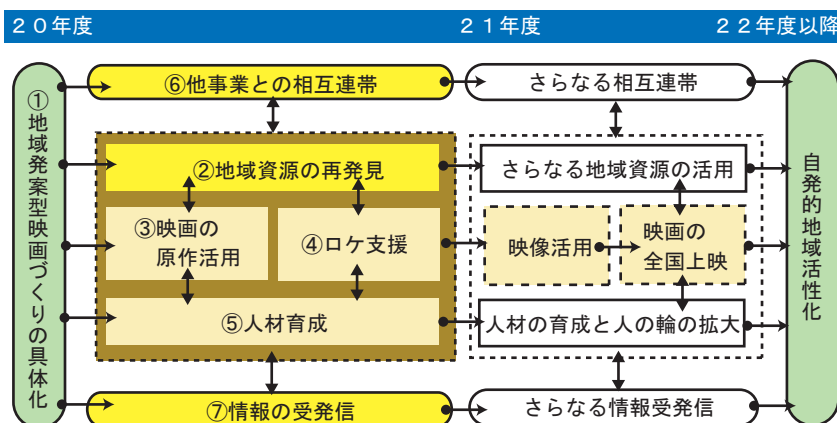 ２０年度
２１年度
２２年度以降
①地域発案型映画づくりの具体化
⑥他事業との相互連帯
さらなる相互連帯
②地域資源の再発見
さらなる地域資源の活用
③映画の
原作活用
④ロケ支援
映像活用
映画の
全国上映
⑤人材育成
人材の育成と人の輪の拡大
⑦情報の受発信
さらなる情報受発信
自発的地域活性化